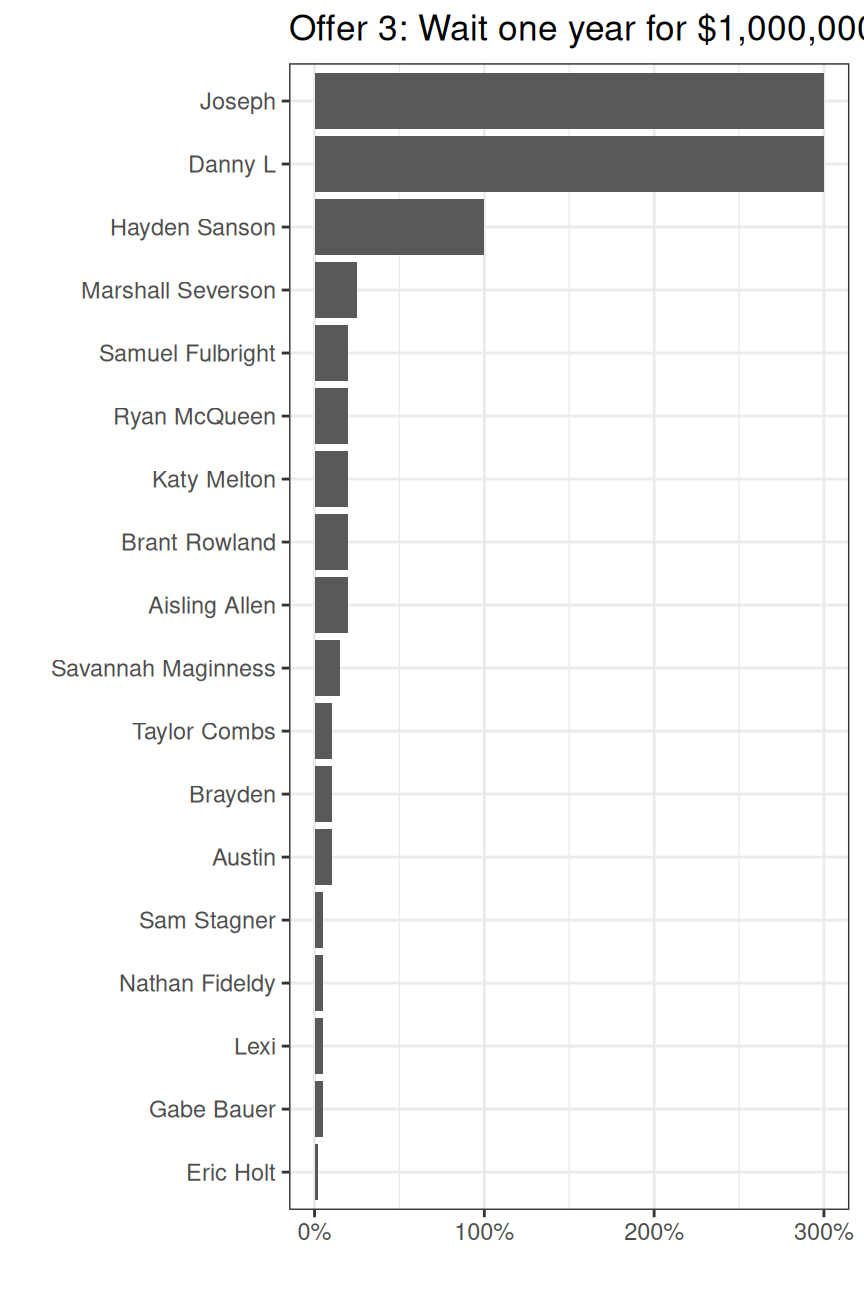 Offer 3: Wait one year for $1,000,000
Joseph
Danny L
Hayden Sanson
Marshall Severson
Samuel Fulbright
Ryan McQueen
Katy Melton
Brant Rowland
Aisling Allen
Savannah Maginness
Taylor Combs
Brayden
Austin
Sam Stagner
Nathan Fideldy
Lexi
Gabe Bauer
Eric Holt
0% 100% 200% 300%